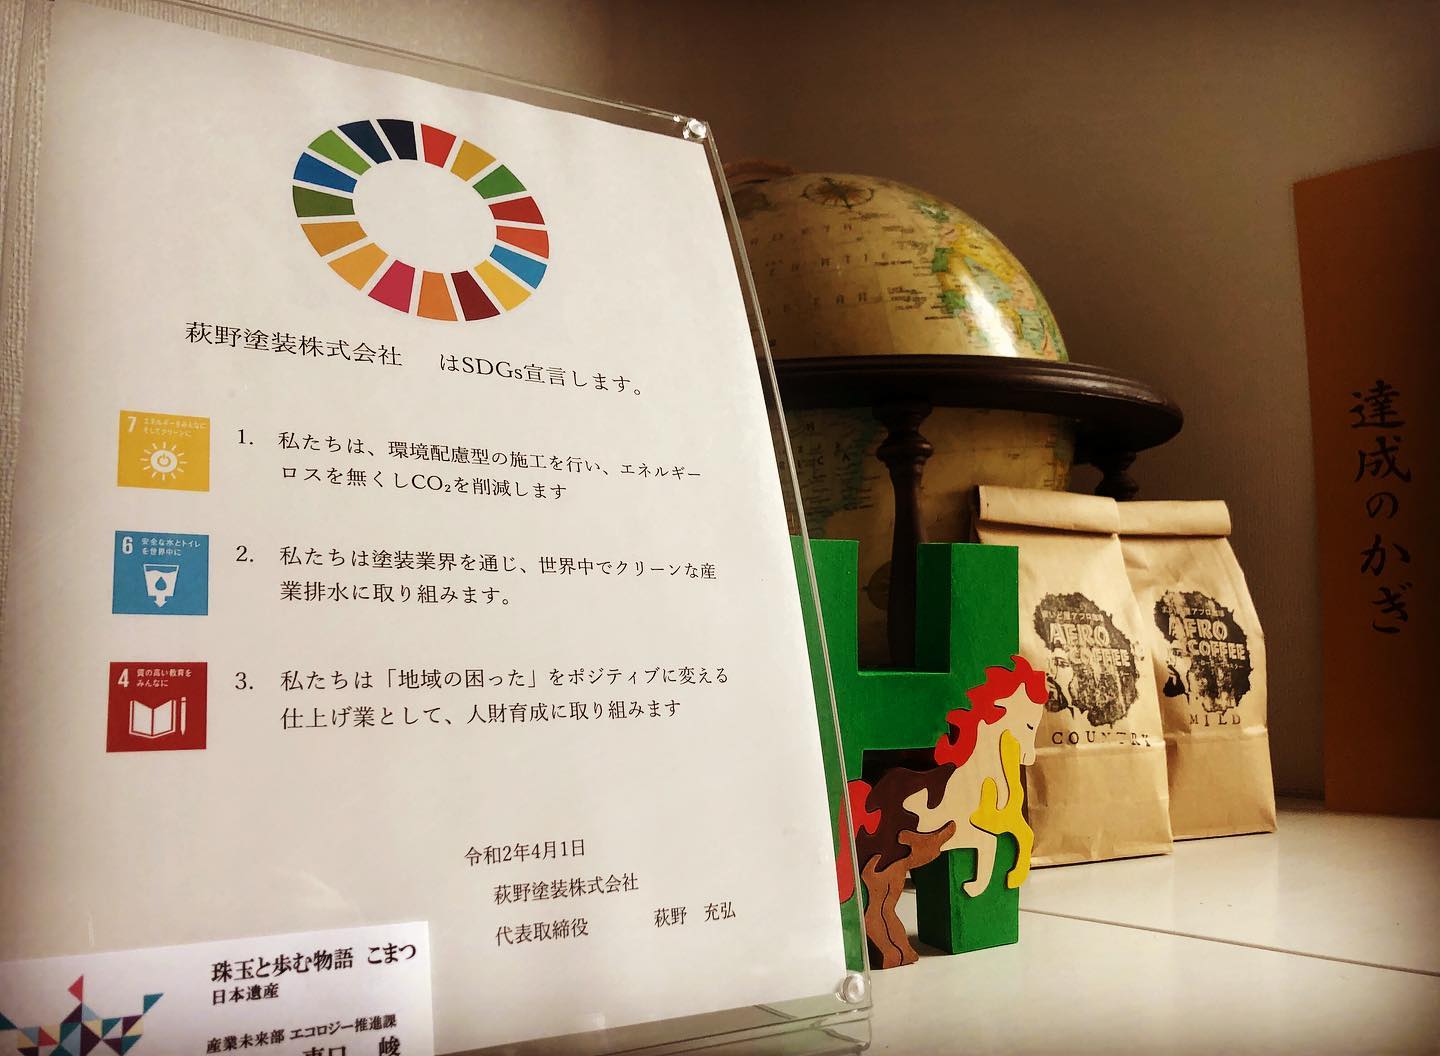 萩野塗装株式会社 はSDGs宣言します。
7 エネルギーをみんなに
そしてクリーンに
1. 私たちは、環境配慮型の施工を行い、エネルギー
ロスを無くしCO₂を削減します
6 安全な水とトイレ
を世界中に
2. 私たちは塗装業界を通じ、世界中でクリーンな産
業排水に取り組みます。
4 質の高い教育を
みんなに
3. 私たちは「地域の困った」をポジティブに変える
仕上げ業として、人財育成に取り組みます
令和2年4月1日
萩野塗装株式会社
代表取締役 萩野 充弘
珠玉と歩む物語 こまつ
日本遺産
産業未来部 エコロジー推進課
峻
H
AFRO
COFFEE
COUNTRY
AFRO
COFFEE
MILD
達成のかぎ